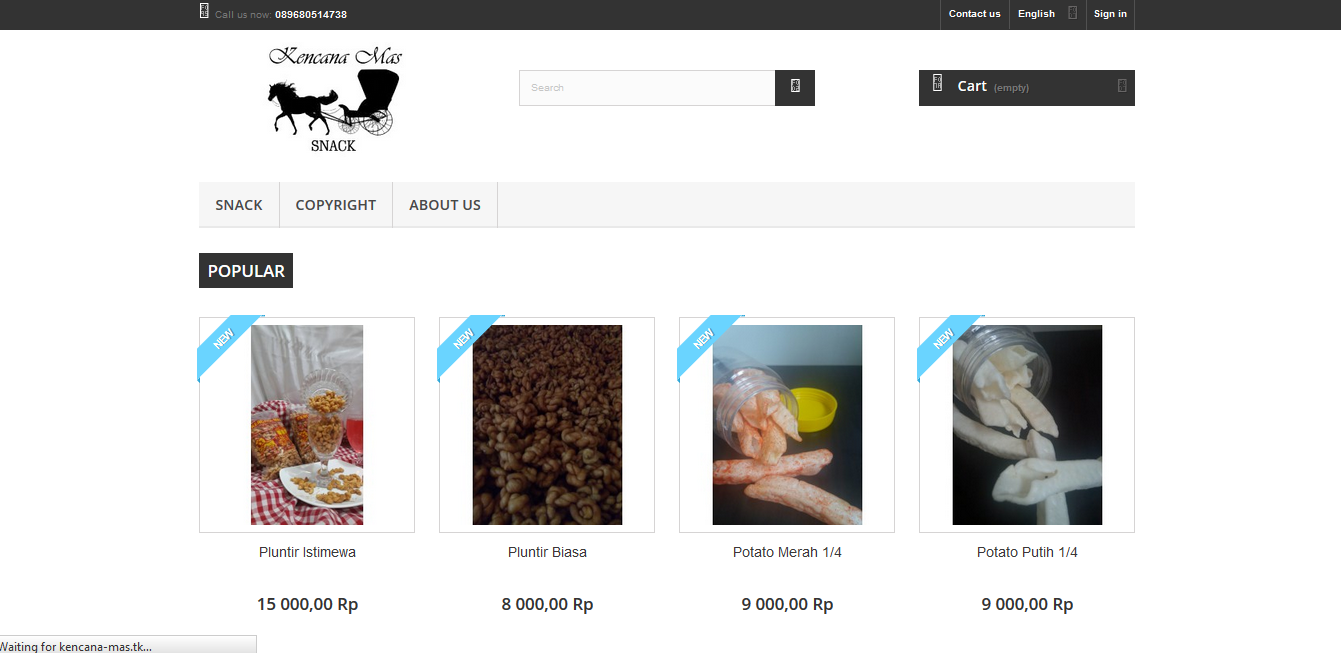 Call us now: 089680514738
Contact us
English
Sign in
Kencana Mas
SNACK
Search
Cart (empty)
SNACK
COPYRIGHT
ABOUT US
POPULAR
NEW
NEW
NEW
NEW
Pluntir Istimewa
Pluntir Biasa
Potato Merah 1/4
Potato Putih 1/4
15 000,00 Rp
8 000,00 Rp
9 000,00 Rp
9 000,00 Rp
Waiting for kencana-mas.tk...